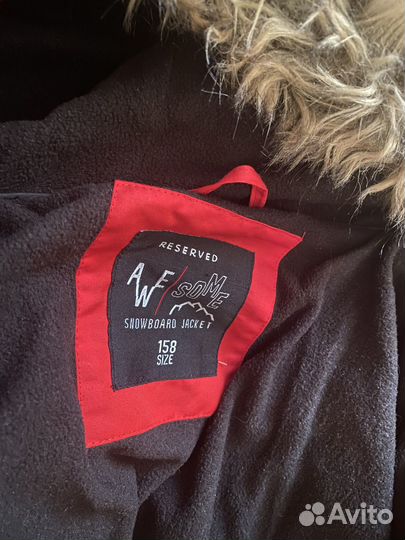 RESERVED
AWESOME
SNOWBOARD JACKET
158
SIZE
Avito